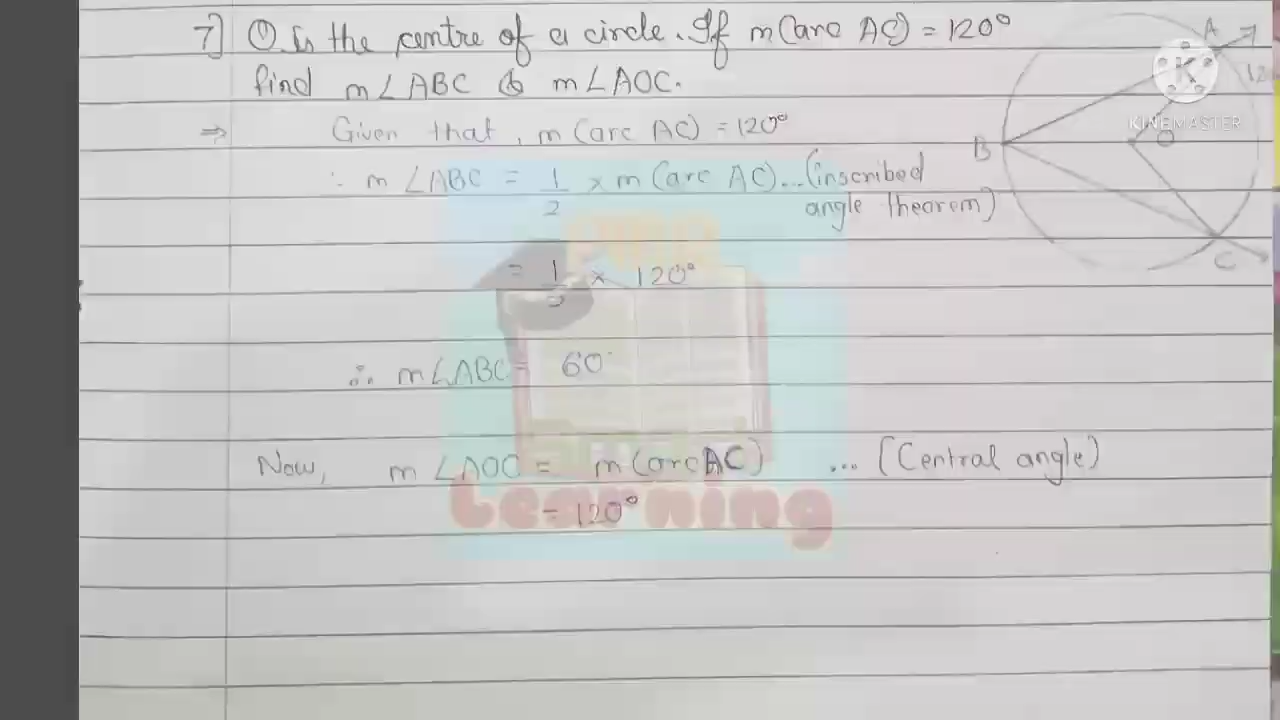 7] O is the centre of a circle. If m(arc AC) = 120°
find m∠ABC & m∠AOC.
⇒ Given that, m(arc AC) = 120°
∴ m∠ABC = 1/2 × m(arc AC)...(inscribed
angle theorem)
= 1/2 × 120°
∴ m∠ABC = 60°
Now, m∠AOC = m(arc AC) ... (Central angle)
= 120°
A
12
K
KINEMASTER
B
O
C
Learning